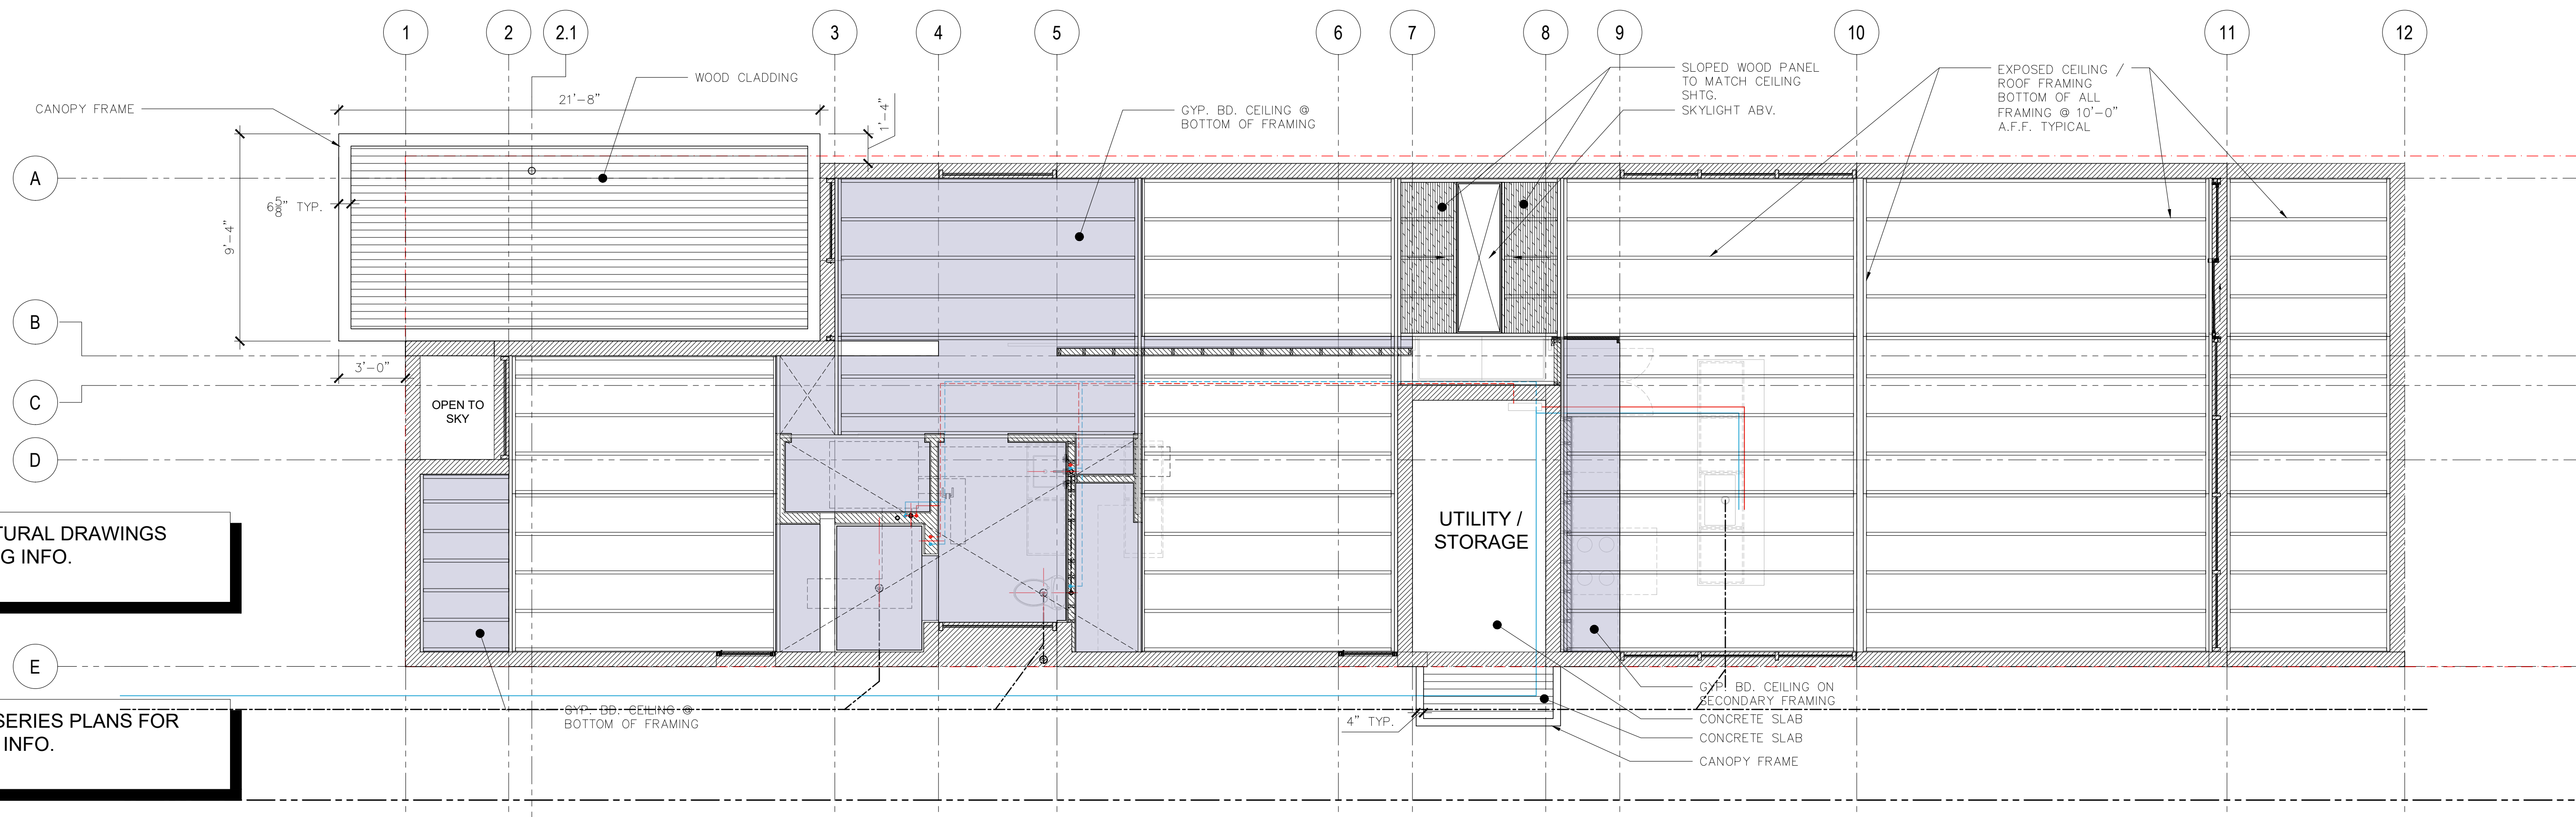 1
2
2.1
3
4
5
6
7
8
9
10
11
12
A
B
C
D
E
CANOPY FRAME
21'-8"
WOOD CLADDING
1'-4"
GYP. BD. CEILING @
BOTTOM OF FRAMING
SLOPED WOOD PANEL
TO MATCH CEILING
SHTG.
SKYLIGHT ABV.
EXPOSED CEILING /
ROOF FRAMING
BOTTOM OF ALL
FRAMING @ 10'-0"
A.F.F. TYPICAL
6 5/8" TYP.
9'-4"
3'-0"
OPEN TO
SKY
UTILITY /
STORAGE
TURAL DRAWINGS
G INFO.
SERIES PLANS FOR
INFO.
GYP. BD. CEILING @
BOTTOM OF FRAMING
4" TYP.
GYP. BD. CEILING ON
SECONDARY FRAMING
CONCRETE SLAB
CONCRETE SLAB
CANOPY FRAME